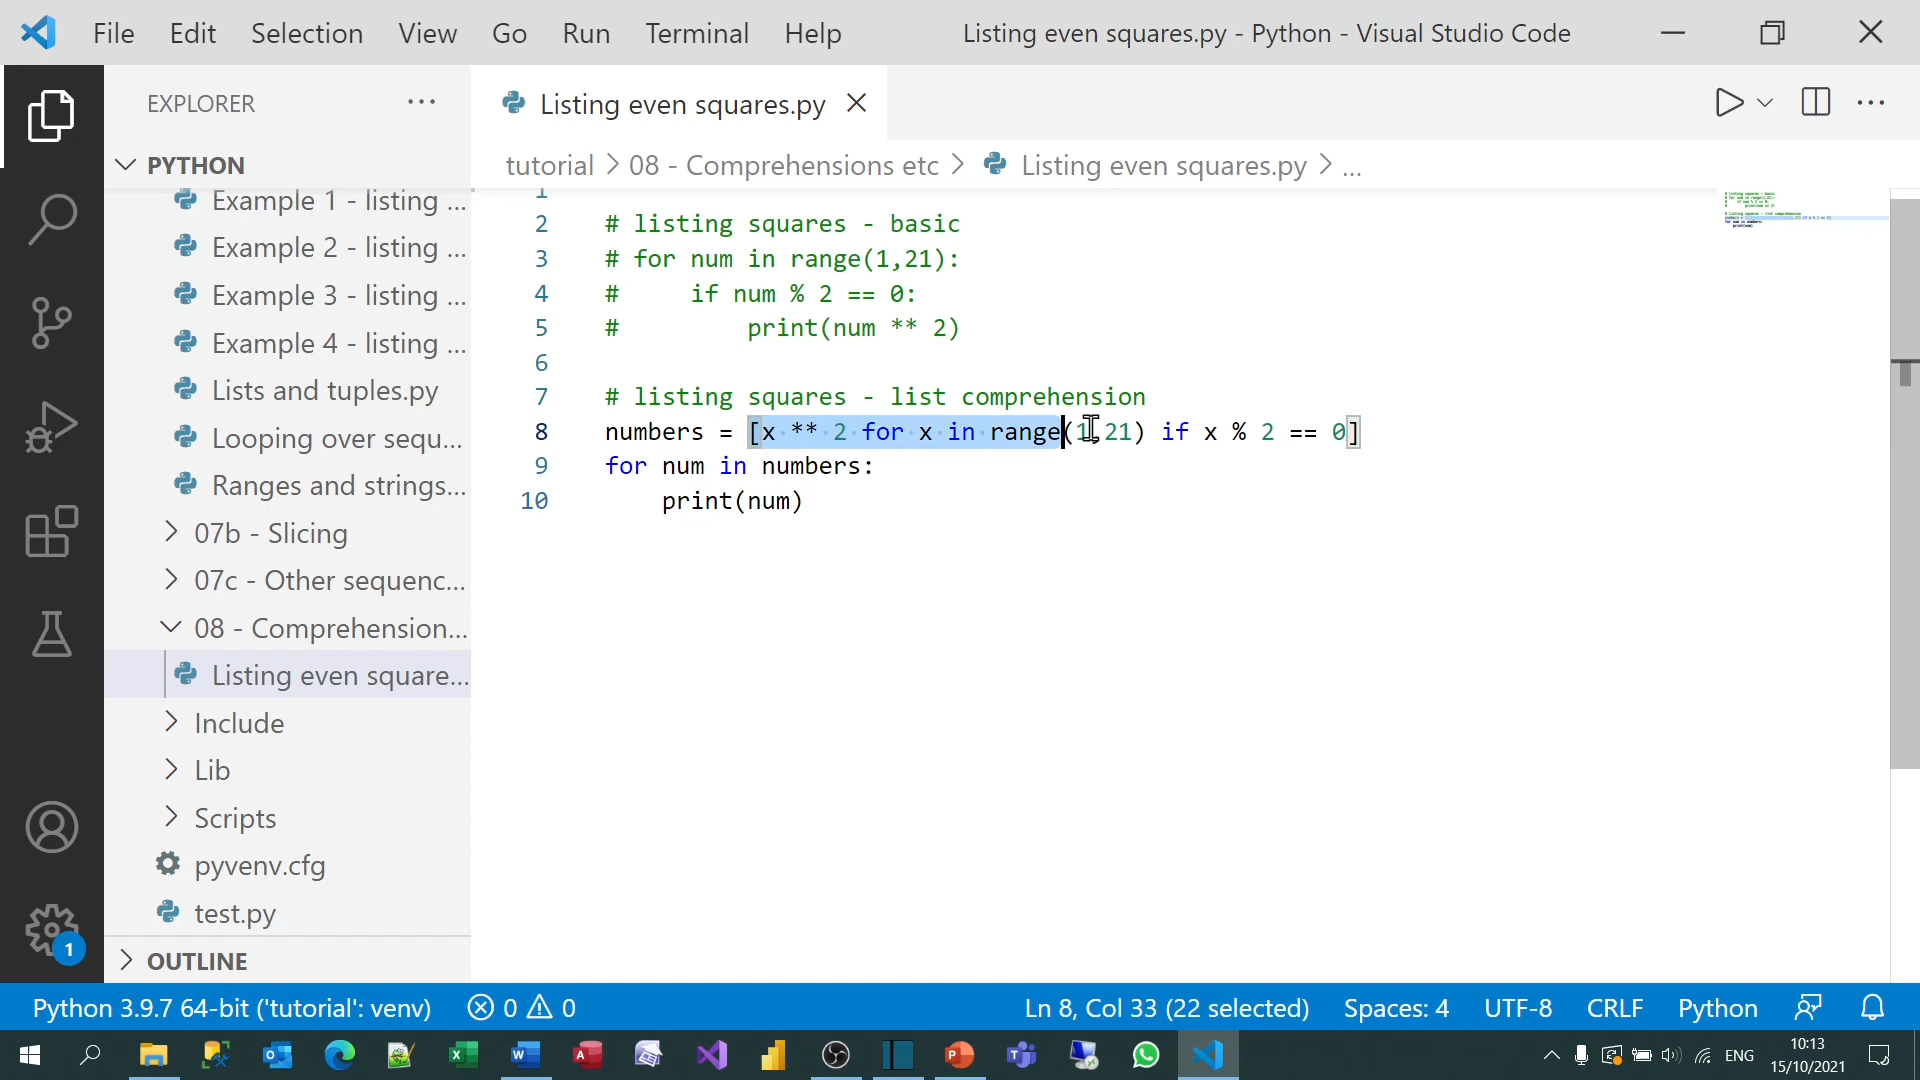 File Edit Selection View Go Run Terminal Help Listing even squares.py - Python - Visual Studio Code
EXPLORER
Listing even squares.py
PYTHON
tutorial > 08 - Comprehensions etc > Listing even squares.py > ...
Example 1 - listing ...
Example 2 - listing ...
Example 3 - listing ...
Example 4 - listing ...
Lists and tuples.py
Looping over sequ...
Ranges and strings...
07b - Slicing
07c - Other sequenc...
08 - Comprehension...
Listing even square...
Include
Lib
Scripts
pyvenv.cfg
test.py
OUTLINE
1
2 # listing squares - basic
3 # for num in range(1,21):
4 #     if num % 2 == 0:
5 #         print(num ** 2)
6
7 # listing squares - list comprehension
8 numbers = [x ** 2 for x in range(1,21) if x % 2 == 0]
9 for num in numbers:
10     print(num)
1
Python 3.9.7 64-bit ('tutorial': venv) 0 0 Ln 8, Col 33 (22 selected) Spaces: 4 UTF-8 CRLF Python
ENG
10:13
15/10/2021